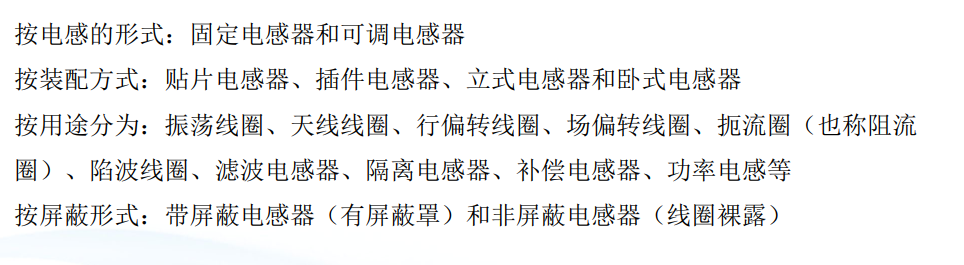 按电感的形式：固定电感器和可调电感器
按装配方式：贴片电感器、插件电感器、立式电感器和卧式电感器
按用途分为：振荡线圈、天线线圈、行偏转线圈、场偏转线圈、扼流圈（也称阻流
圈）、陷波线圈、滤波电感器、隔离电感器、补偿电感器、功率电感等
按屏蔽形式：带屏蔽电感器（有屏蔽罩）和非屏蔽电感器（线圈裸露）